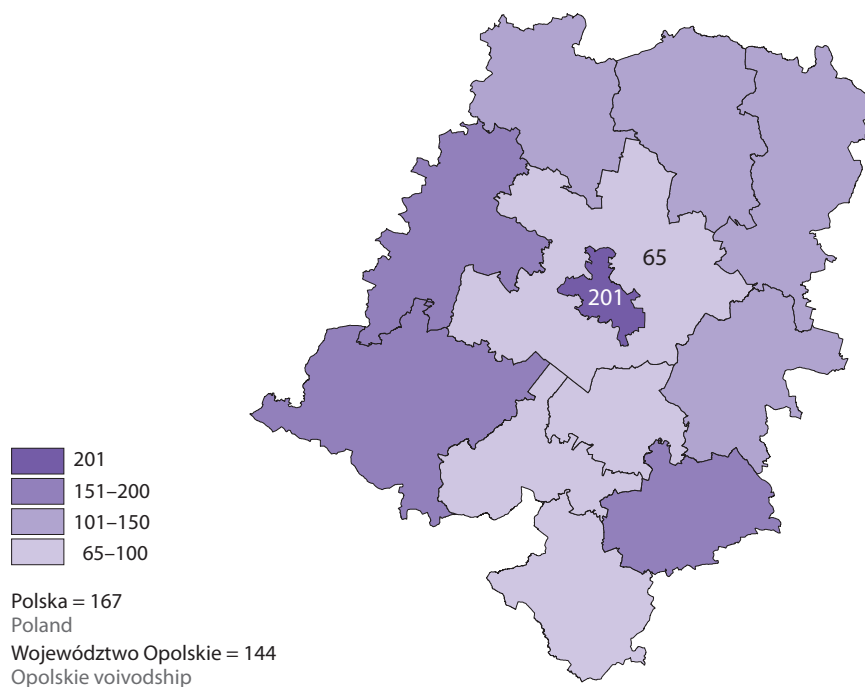 65
201
201
151–200
101–150
65–100
Polska = 167
Poland
Województwo Opolskie = 144
Opolskie voivodship